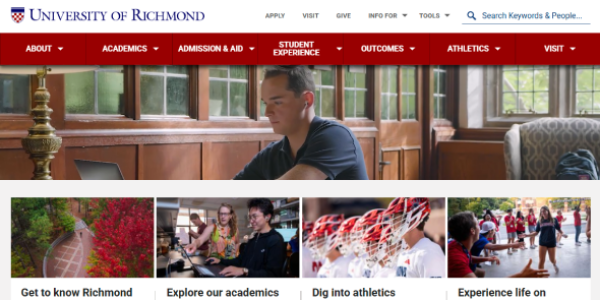 UNIVERSITY OF RICHMOND
APPLY VISIT GIVE INFO FOR TOOLS Search Keywords & People...
ABOUT ACADEMICS ADMISSION & AID STUDENT EXPERIENCE OUTCOMES ATHLETICS VISIT
Get to know Richmond
Explore our academics
Dig into athletics
Experience life on